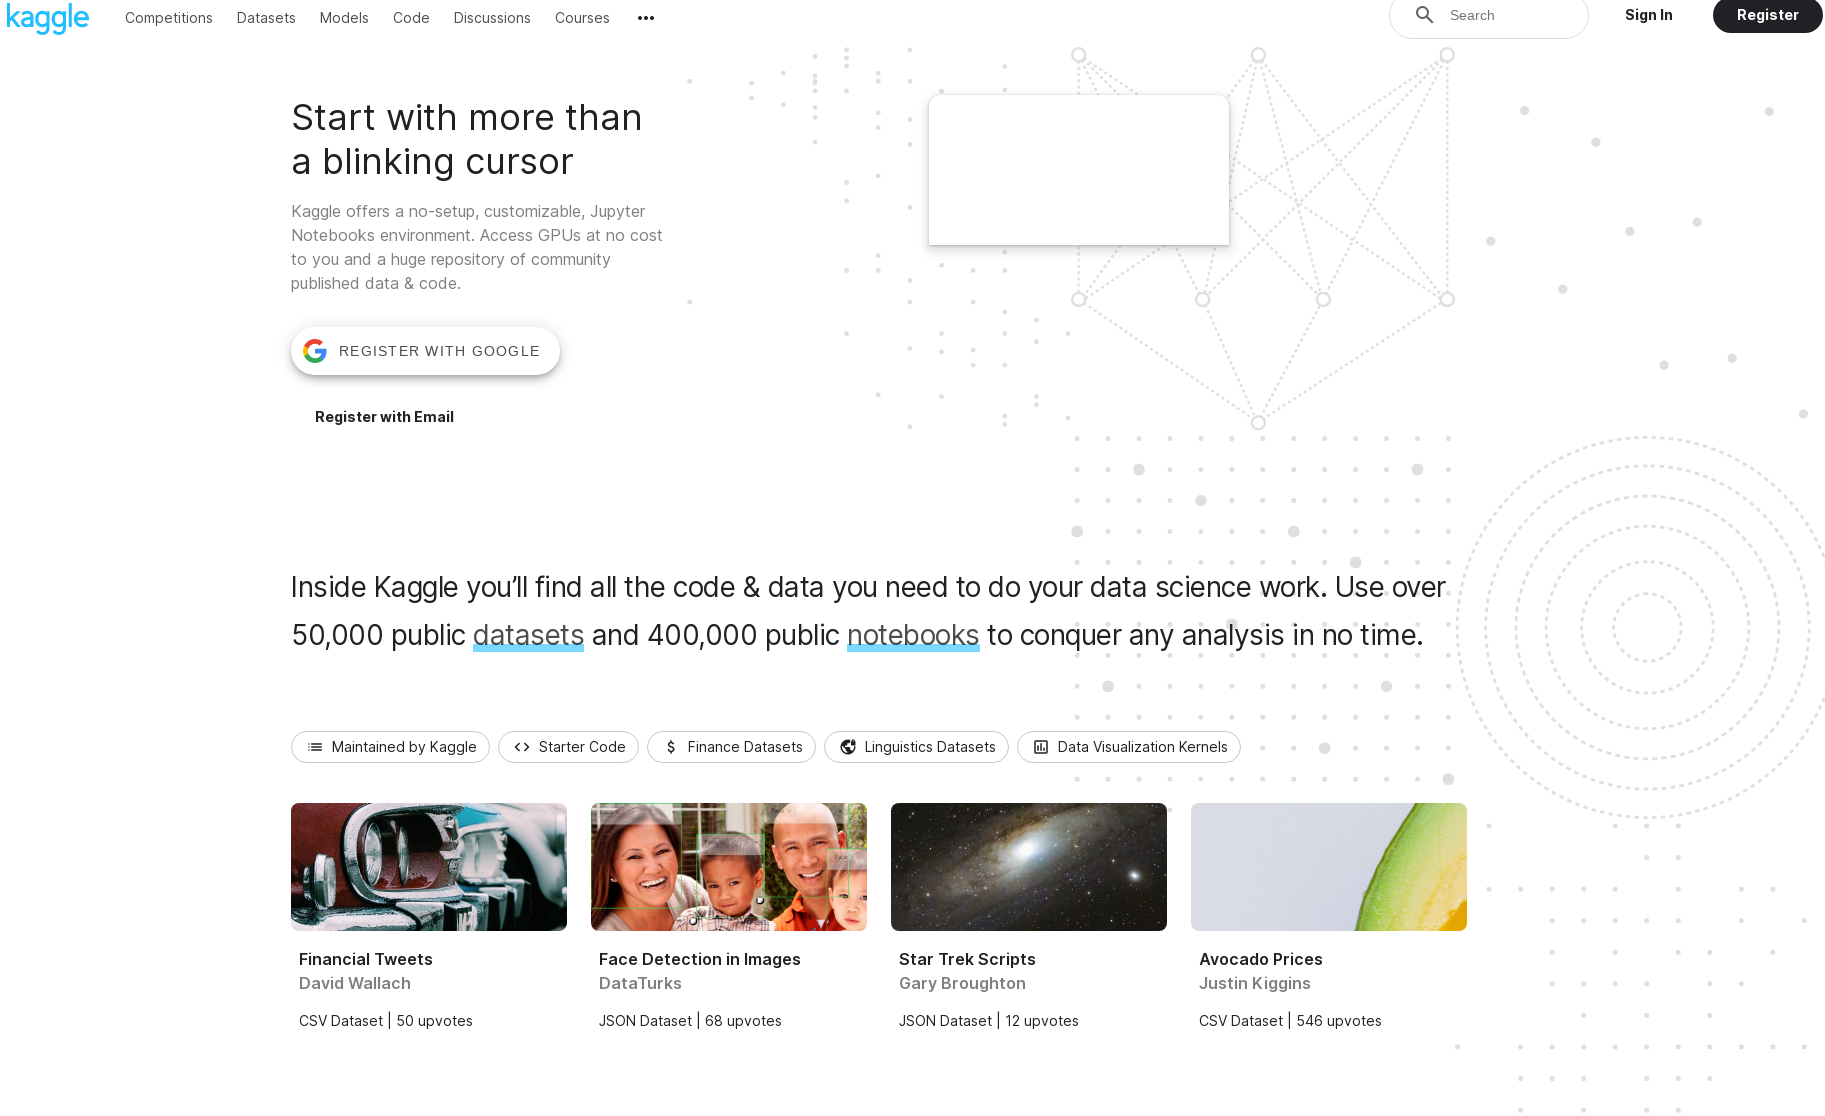 kaggle
Competitions
Datasets
Models
Code
Discussions
Courses
Search
Sign In
Register
Start with more than
a blinking cursor
Kaggle offers a no-setup, customizable, Jupyter
Notebooks environment. Access GPUs at no cost
to you and a huge repository of community
published data & code.
REGISTER WITH GOOGLE
Register with Email
Inside Kaggle you’ll find all the code & data you need to do your data science work. Use over
50,000 public datasets and 400,000 public notebooks to conquer any analysis in no time.
Maintained by Kaggle
Starter Code
Finance Datasets
Linguistics Datasets
Data Visualization Kernels
Financial Tweets
David Wallach
CSV Dataset | 50 upvotes
Face Detection in Images
DataTurks
JSON Dataset | 68 upvotes
Star Trek Scripts
Gary Broughton
JSON Dataset | 12 upvotes
Avocado Prices
Justin Kiggins
CSV Dataset | 546 upvotes